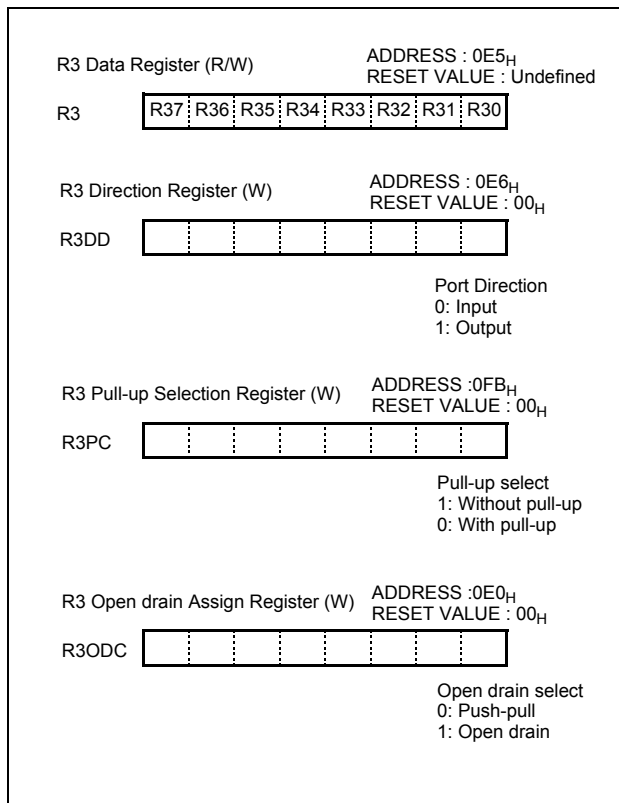 R3 Data Register (R/W)
ADDRESS : 0E5H
RESET VALUE : Undefined
R3
R37 R36 R35 R34 R33 R32 R31 R30
R3 Direction Register (W)
ADDRESS : 0E6H
RESET VALUE : 00H
R3DD
Port Direction
0: Input
1: Output
R3 Pull-up Selection Register (W)
ADDRESS :0FBH
RESET VALUE : 00H
R3PC
Pull-up select
1: Without pull-up
0: With pull-up
R3 Open drain Assign Register (W)
ADDRESS :0E0H
RESET VALUE : 00H
R3ODC
Open drain select
0: Push-pull
1: Open drain